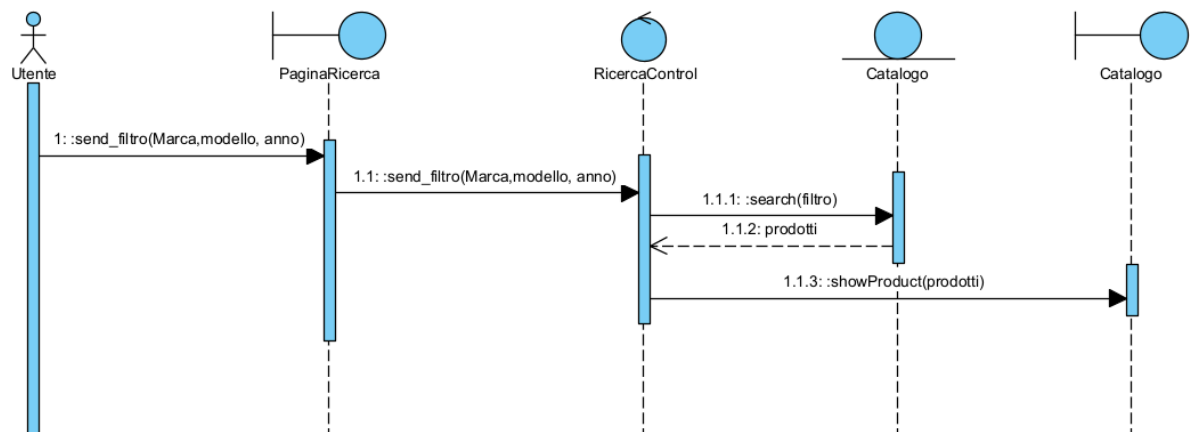 Utente
PaginaRicerca
RicercaControl
Catalogo
Catalogo
1: :send_filtro(Marca,modello, anno)
1.1: :send_filtro(Marca,modello, anno)
1.1.1: :search(filtro)
1.1.2: prodotti
1.1.3: :showProduct(prodotti)